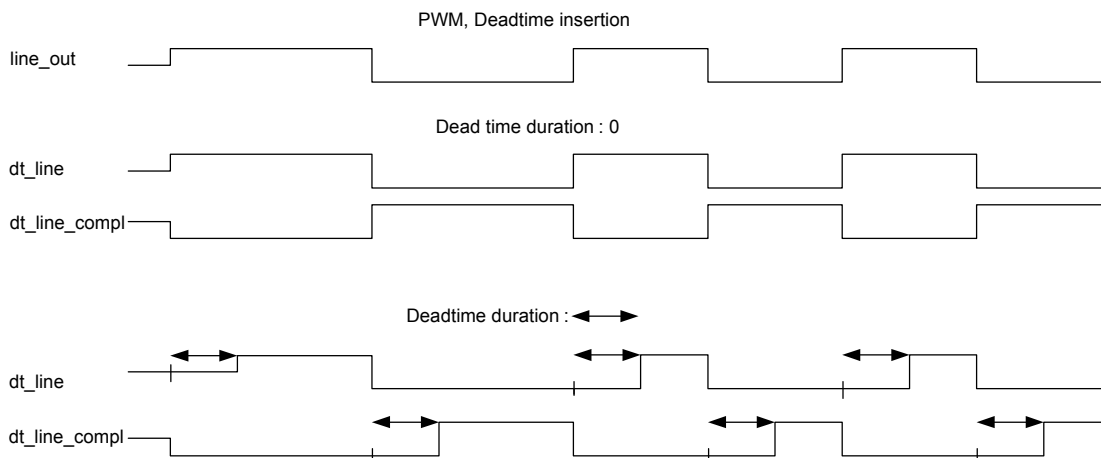 PWM, Deadtime insertion
line_out
Dead time duration : 0
dt_line
dt_line_compl
Deadtime duration :
dt_line
dt_line_compl